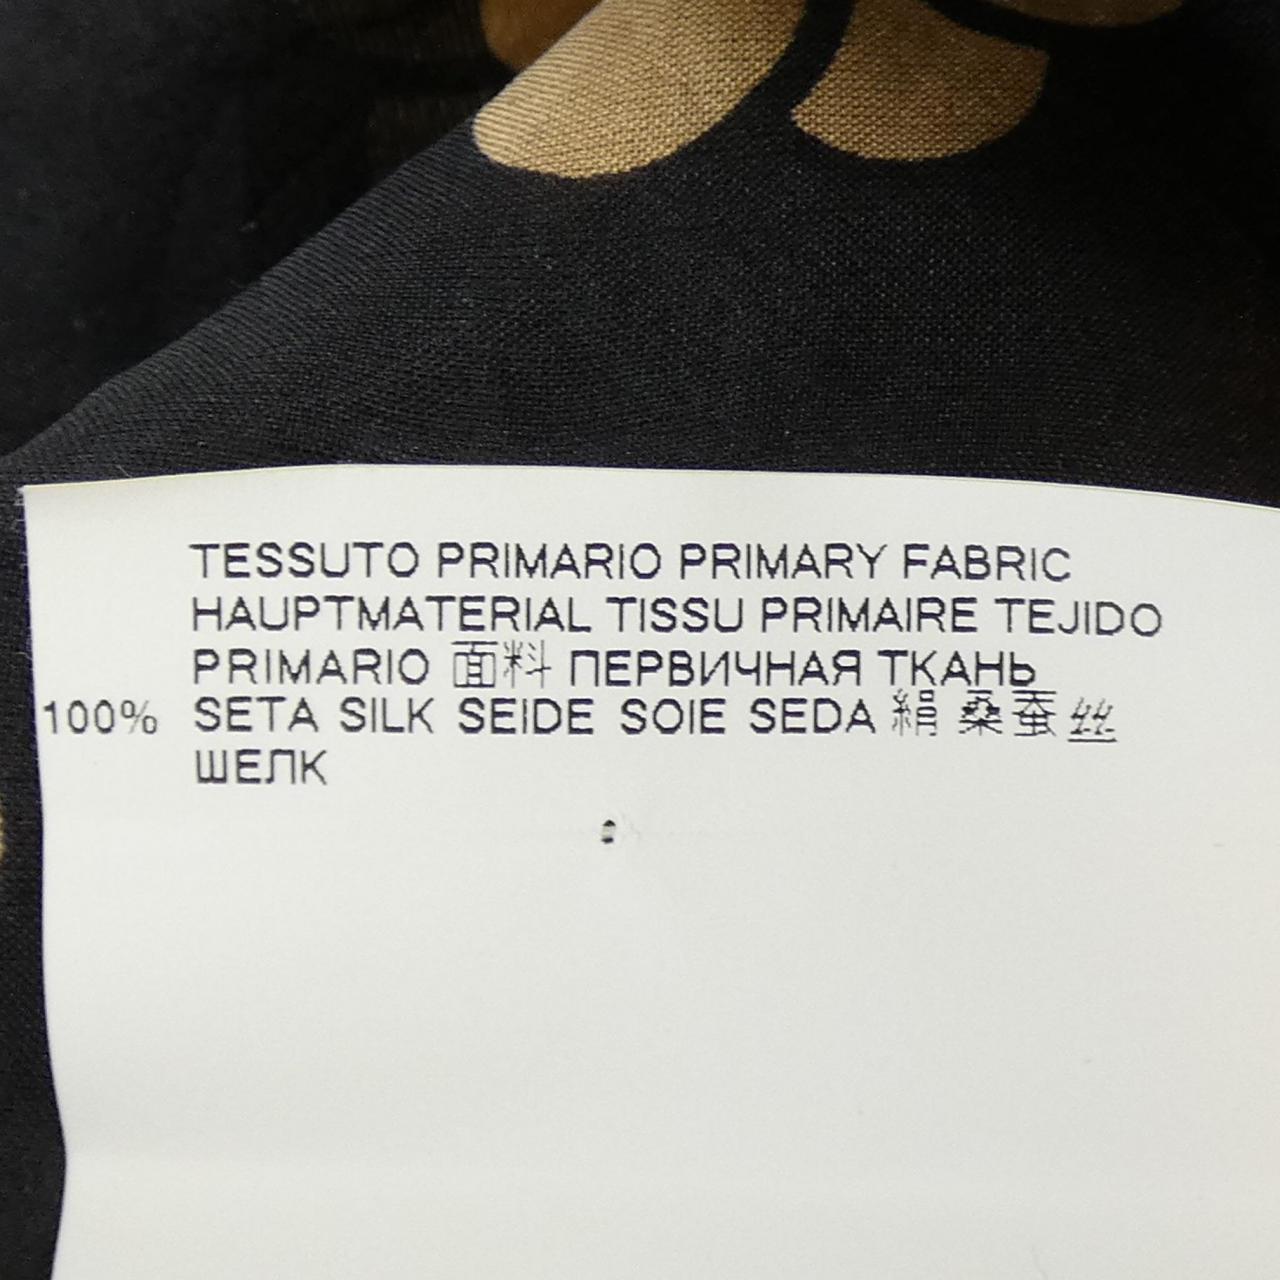 TESSUTO PRIMARIO PRIMARY FABRIC
HAUPTMATERIAL TISSU PRIMAIRE TEJIDO
PRIMARIO 面料 ПЕРВИЧНАЯ ТКАНЬ
100% SETA SILK SEIDE SOIE SEDA 絹 桑蚕丝
ШЕЛК